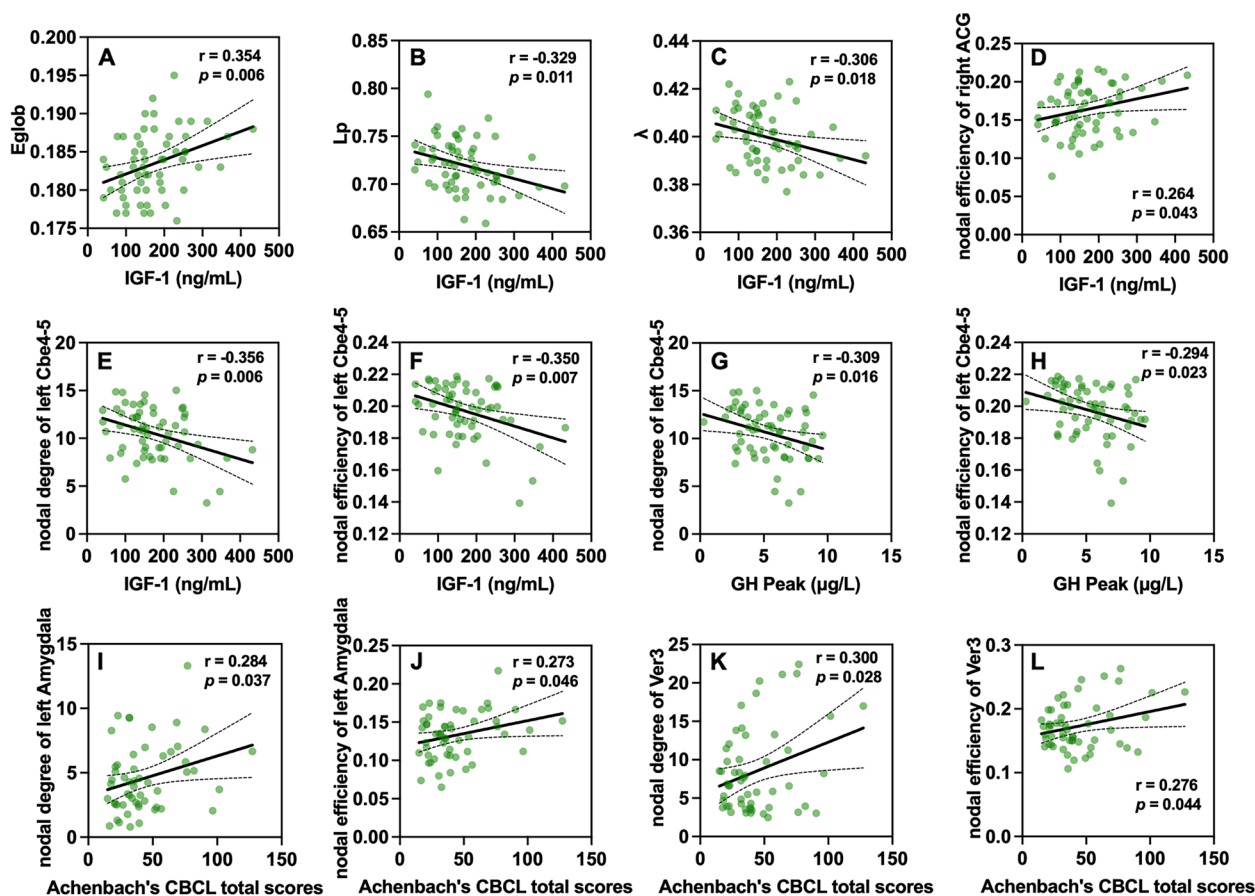 A
r = 0.354
p = 0.006
Eglob
0.200
0.195
0.190
0.185
0.180
0.175
0 100 200 300 400 500
IGF-1 (ng/mL)
B
r = -0.329
p = 0.011
Lp
0.85
0.80
0.75
0.70
0.65
0 100 200 300 400 500
IGF-1 (ng/mL)
C
r = -0.306
p = 0.018
λ
0.44
0.42
0.40
0.38
0.36
0 100 200 300 400 500
IGF-1 (ng/mL)
D
r = 0.264
p = 0.043
nodal efficiency of right ACG
0.25
0.20
0.15
0.10
0.05
0.00
0 100 200 300 400 500
IGF-1 (ng/mL)
E
r = -0.356
p = 0.006
nodal degree of left Cbe4-5
20
15
10
5
0
0 100 200 300 400 500
IGF-1 (ng/mL)
F
r = -0.350
p = 0.007
nodal efficiency of left Cbe4-5
0.24
0.22
0.20
0.18
0.16
0.14
0.12
0 100 200 300 400 500
IGF-1 (ng/mL)
G
r = -0.309
p = 0.016
nodal degree of left Cbe4-5
20
15
10
5
0
0 5 10 15
GH Peak (µg/L)
H
r = -0.294
p = 0.023
nodal efficiency of left Cbe4-5
0.24
0.22
0.20
0.18
0.16
0.14
0.12
0 5 10 15
GH Peak (µg/L)
I
r = 0.284
p = 0.037
nodal degree of left Amygdala
15
10
5
0
0 50 100 150
Achenbach's CBCL total scores
J
r = 0.273
p = 0.046
nodal efficiency of left Amygdala
0.25
0.20
0.15
0.10
0.05
0.00
0 50 100 150
Achenbach's CBCL total scores
K
r = 0.300
p = 0.028
nodal degree of Ver3
25
20
15
10
5
0
0 50 100 150
Achenbach's CBCL total scores
L
r = 0.276
p = 0.044
nodal efficiency of Ver3
0.3
0.2
0.1
0.0
0 50 100 150
Achenbach's CBCL total scores